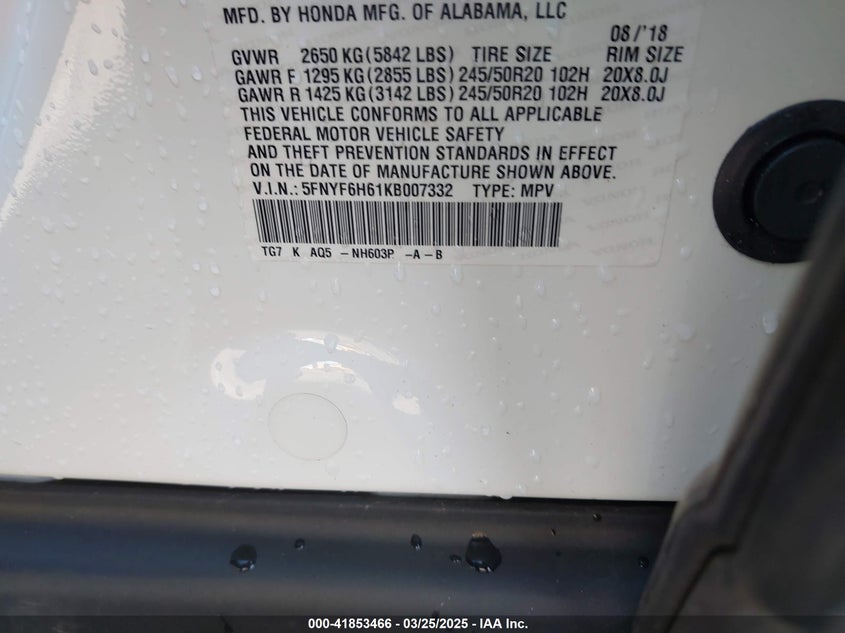 MFD. BY HONDA MFG. OF ALABAMA, LLC
08/'18
GVWR 2650 KG(5842 LBS) TIRE SIZE RIM SIZE
GAWR F 1295 KG(2855 LBS) 245/50R20 102H 20X8.0J
GAWR R 1425 KG(3142 LBS) 245/50R20 102H 20X8.0J
THIS VEHICLE CONFORMS TO ALL APPLICABLE
FEDERAL MOTOR VEHICLE SAFETY
AND THEFT PREVENTION STANDARDS IN EFFECT
ON THE DATE OF MANUFACTURE SHOWN ABOVE.
V.I.N.: 5FNYF6H61KB007332 TYPE: MPV
TG7 K AQ5 -NH603P -A-B
000-41853466 - 03/25/2025 - IAA Inc.